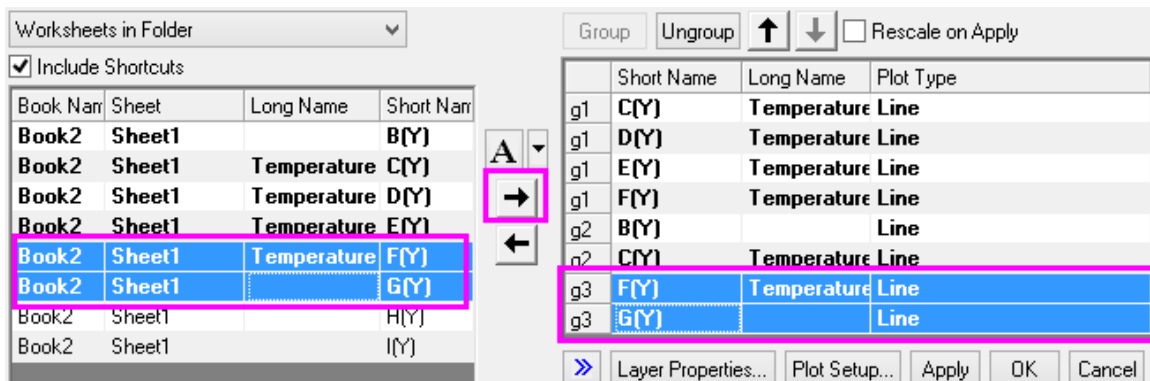 Worksheets in Folder
Include Shortcuts
Book Nam Sheet Long Name Short Nam
Book2 Sheet1 B(Y)
Book2 Sheet1 Temperature C(Y)
Book2 Sheet1 Temperature D(Y)
Book2 Sheet1 Temperature E(Y)
Book2 Sheet1 Temperature F(Y)
Book2 Sheet1 G(Y)
Book2 Sheet1 H(Y)
Book2 Sheet1 I(Y)
A
Group Ungroup Rescale on Apply
Short Name Long Name Plot Type
g1 C(Y) Temperature Line
g1 D(Y) Temperature Line
g1 E(Y) Temperature Line
g1 F(Y) Temperature Line
g2 B(Y) Line
g2 C(Y) Temperature Line
g3 F(Y) Temperature Line
g3 G(Y) Line
Layer Properties... Plot Setup... Apply OK Cancel